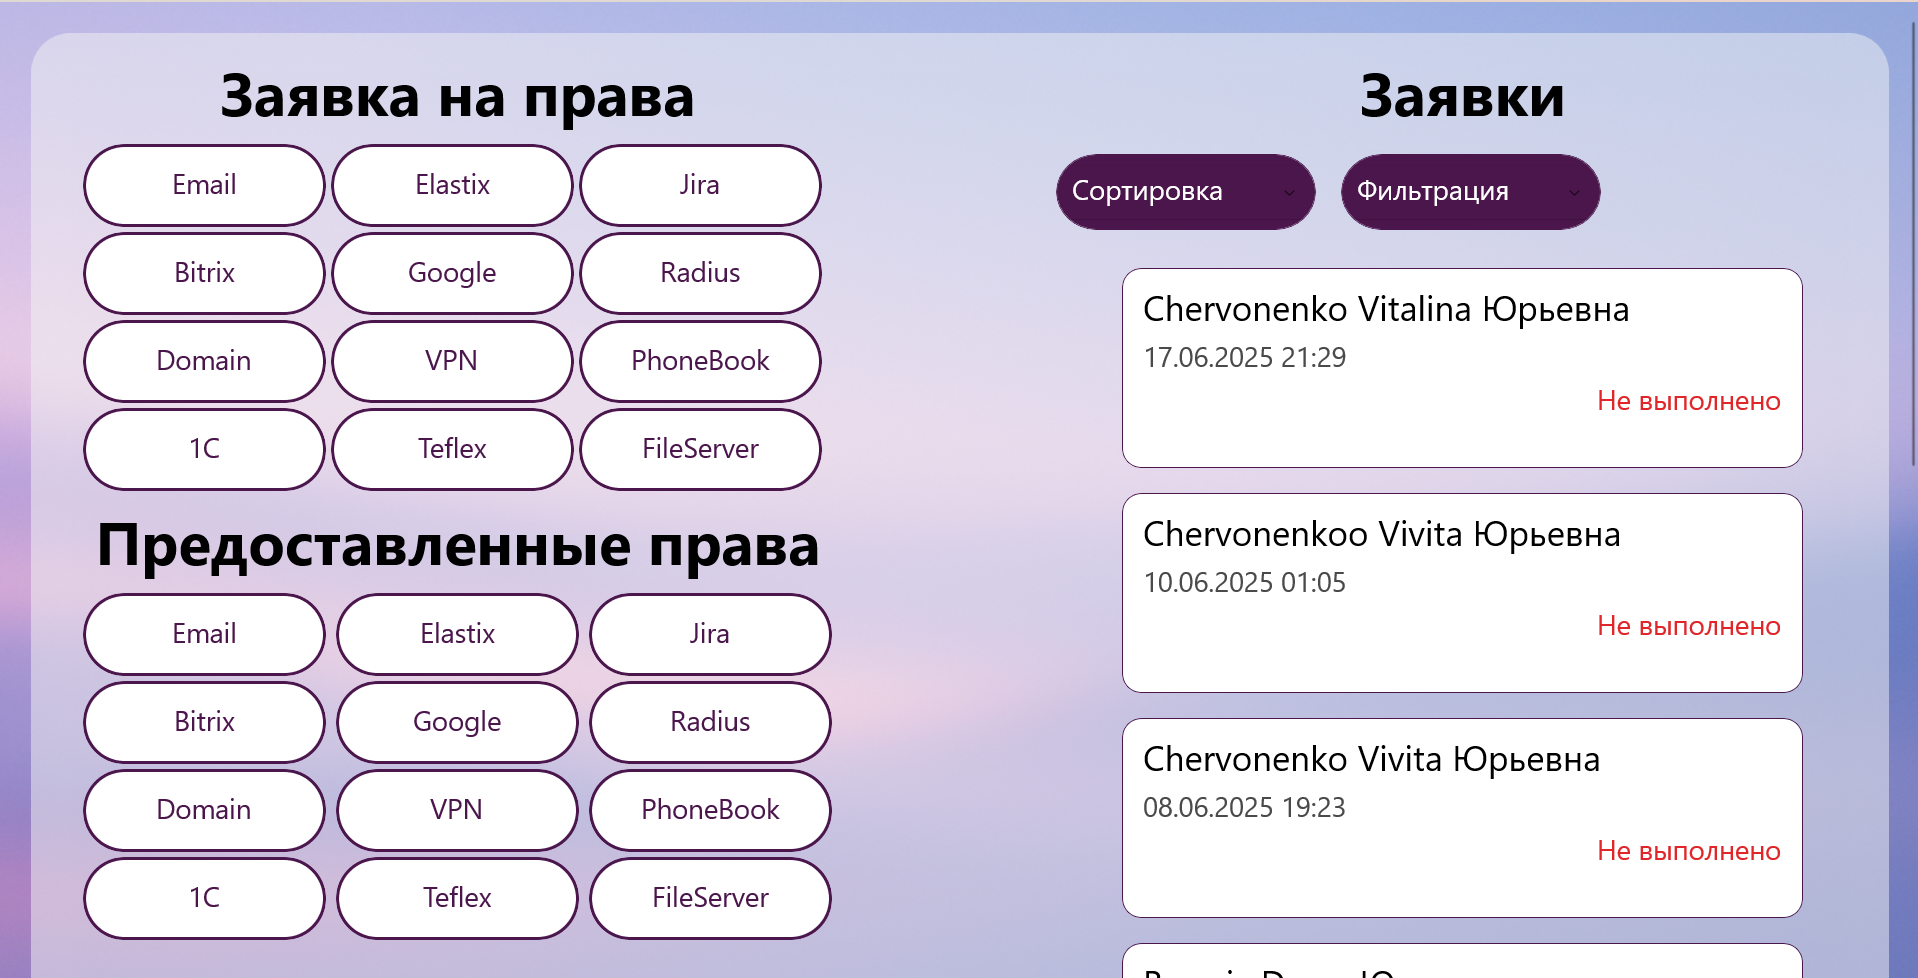 Заявка на права
Email
Elastix
Jira
Bitrix
Google
Radius
Domain
VPN
PhoneBook
1C
Teflex
FileServer
Предоставленные права
Email
Elastix
Jira
Bitrix
Google
Radius
Domain
VPN
PhoneBook
1C
Teflex
FileServer
Заявки
Сортировка
Фильтрация
Chervonenko Vitalina Юрьевна
17.06.2025 21:29
Не выполнено
Chervonenkoo Vivita Юрьевна
10.06.2025 01:05
Не выполнено
Chervonenko Vivita Юрьевна
08.06.2025 19:23
Не выполнено